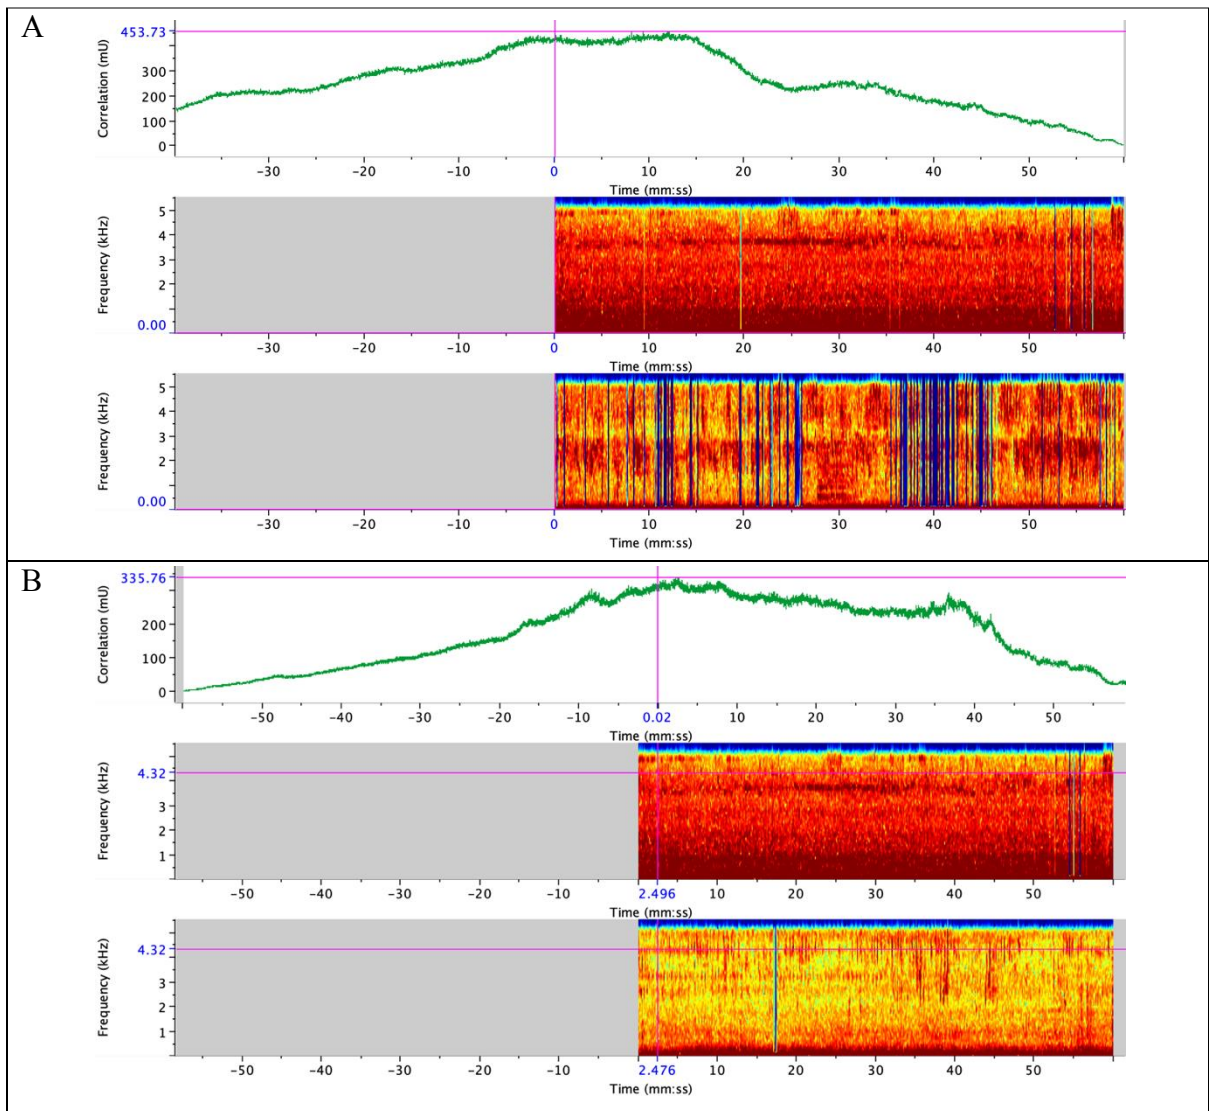 A
453.73
Correlation (mU)
300
200
100
0
−30 −20 −10 0 10 20 30 40 50
Time (mm:ss)
Frequency (kHz)
5
4
3
2
0.00
−30 −20 −10 0 10 20 30 40 50
Time (mm:ss)
Frequency (kHz)
5
4
3
2
0.00
−30 −20 −10 0 10 20 30 40 50
Time (mm:ss)
B
335.76
Correlation (mU)
200
100
0
−50 −40 −30 −20 −10 0.02 10 20 30 40 50
Time (mm:ss)
Frequency (kHz)
4.32
3
2
1
−50 −40 −30 −20 −10 2.496 10 20 30 40 50
Time (mm:ss)
Frequency (kHz)
4.32
3
2
1
−50 −40 −30 −20 −10 2.476 10 20 30 40 50
Time (mm:ss)